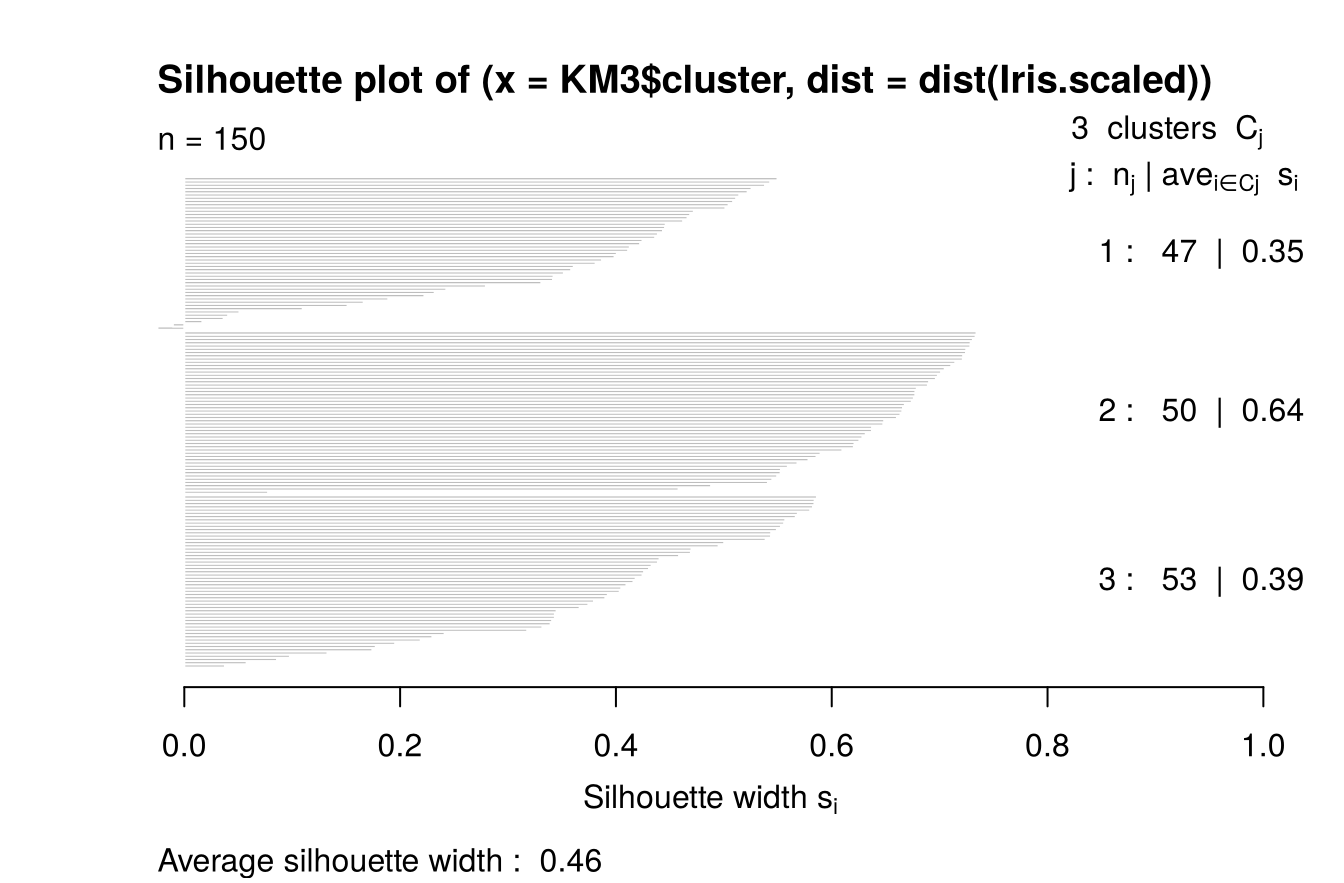 Silhouette plot of (x = KM3$cluster, dist = dist(Iris.scaled))
n = 150
3 clusters Cj
j : nj | avei∈Cj si
1 : 47 | 0.35
2 : 50 | 0.64
3 : 53 | 0.39
0.0 0.2 0.4 0.6 0.8 1.0
Silhouette width si
Average silhouette width : 0.46